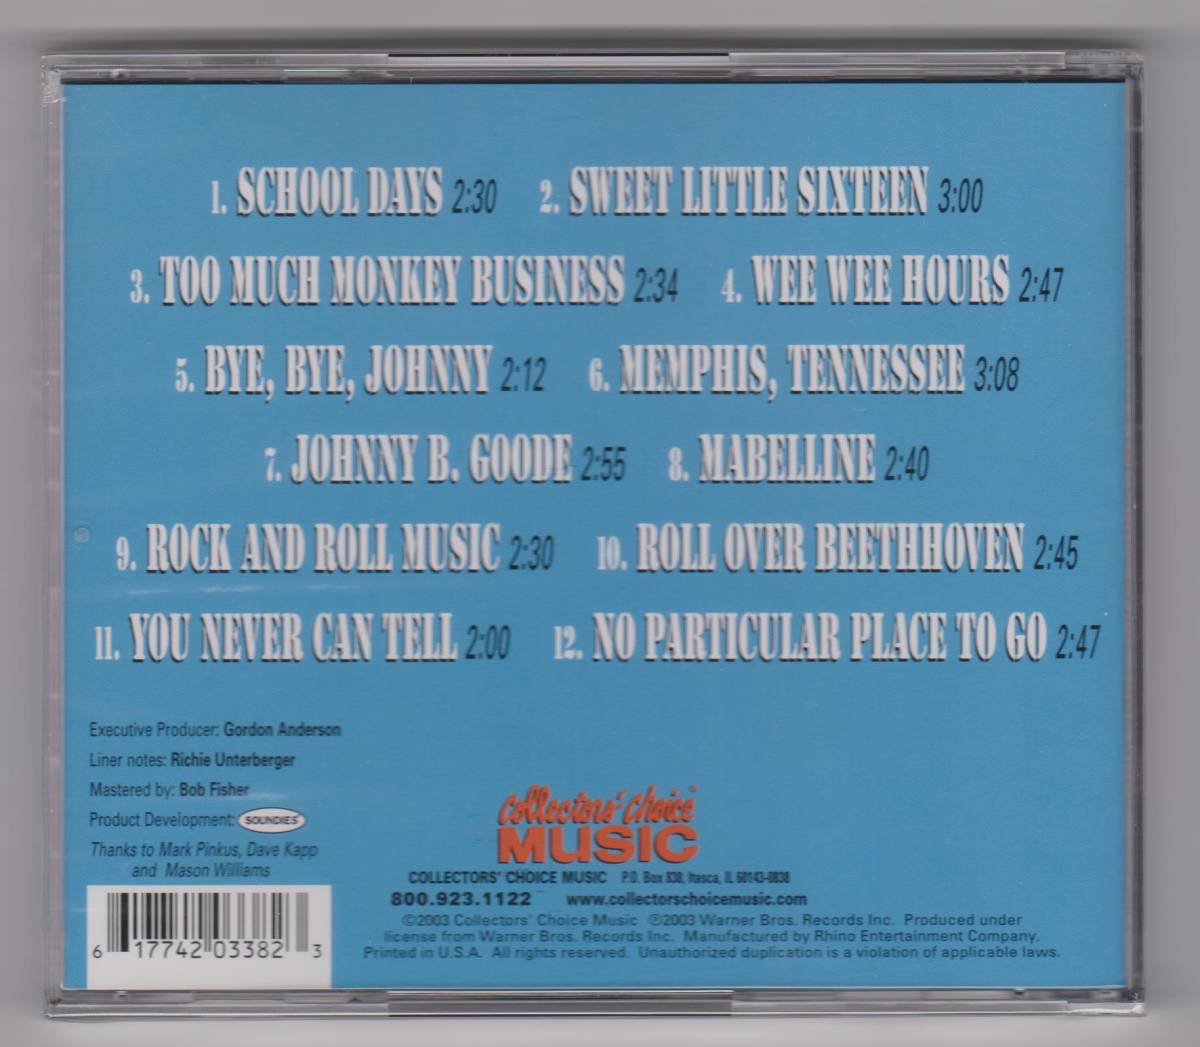 1. SCHOOL DAYS 2:30 2. SWEET LITTLE SIXTEEN 3:00
3. TOO MUCH MONKEY BUSINESS 2:34 4. WEE WEE HOURS 2:47
5. BYE, BYE, JOHNNY 2:12 6. MEMPHIS, TENNESSEE 3:08
7. JOHNNY B. GOODE 2:55 8. MABELLINE 2:40
9. ROCK AND ROLL MUSIC 2:30 10. ROLL OVER BEETHHOVEN 2:45
11. YOU NEVER CAN TELL 2:00 12. NO PARTICULAR PLACE TO GO 2:47
Executive Producer: Gordon Anderson
Liner notes: Richie Unterberger
Mastered by: Bob Fisher
Product Development: SOUNDIES
Thanks to Mark Pinkus, Dave Kapp
and Mason Williams
Collectors' Choice
MUSIC
COLLECTORS' CHOICE MUSIC P.O. Box 838, Itasca, IL 60143-0838
800.923.1122 www.collectorschoicemusic.com
©2003 Collectors' Choice Music ℗2003 Warner Bros. Records Inc. Produced under
license from Warner Bros. Records Inc. Manufactured by Rhino Entertainment Company.
Printed in U.S.A. All rights reserved. Unauthorized duplication is a violation of applicable laws.
6 17742 03382 3